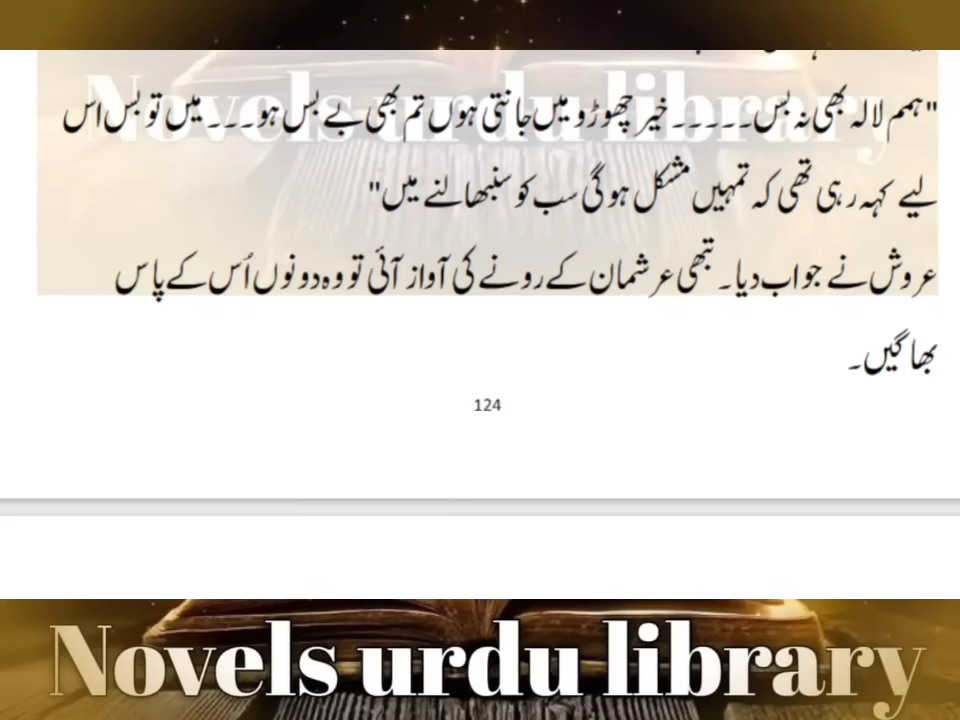 Novels urdu library
"ہمم لالہ بھی نہ بس۔۔۔۔۔ خیر چھوڑو میں جانتی ہوں تم بھی بے بس ہو۔۔۔ میں تو بس اس
لیے کہہ رہی تھی کہ تمہیں مشکل ہو گی سب کو سنبھالنے میں"
عروش نے جواب دیا۔ تبھی عرشمان کے رونے کی آواز آئی تو وہ دونوں اُس کے پاس
بھاگیں۔
124
Novels urdu library